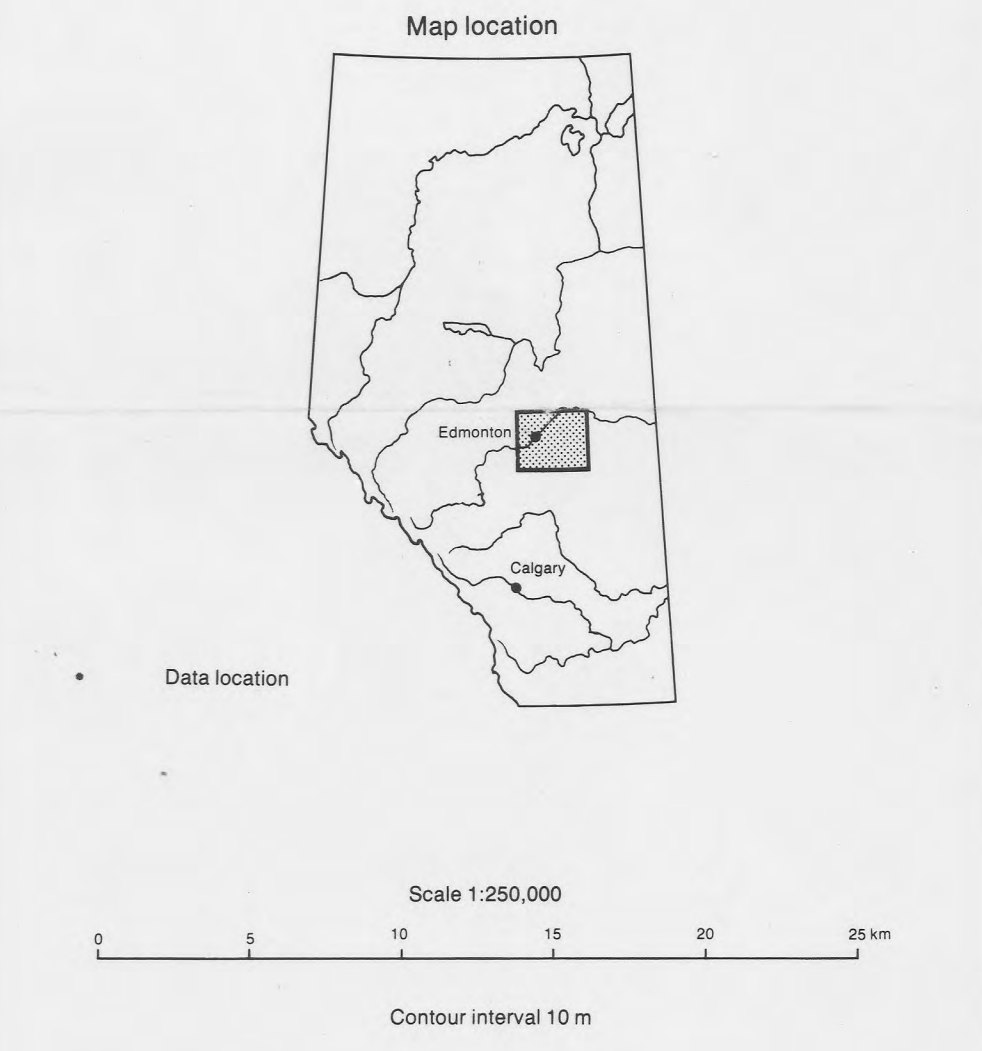 Map location
Edmonton
Calgary
Data location
Scale 1:250,000
0 5 10 15 20 25 km
Contour interval 10 m